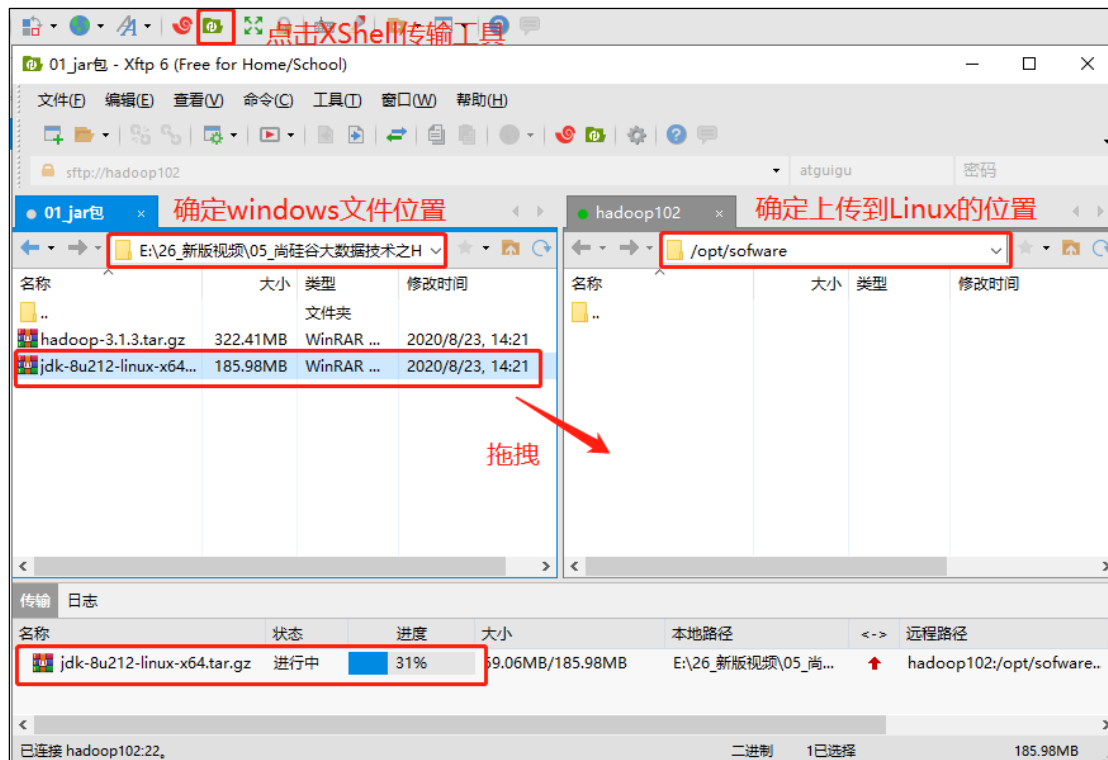 点击XShell传输工具
01_jar包 - Xftp 6 (Free for Home/School)
文件(F) 编辑(E) 查看(V) 命令(C) 工具(T) 窗口(W) 帮助(H)
sftp://hadoop102 atguigu 密码
01_jar包 × 确定windows文件位置 hadoop102 × 确定上传到Linux的位置
E:\26_新版视频\05_尚硅谷大数据技术之H /opt/sofware
名称 大小 类型 修改时间 名称 大小 类型 修改时间
.. 文件夹 ..
hadoop-3.1.3.tar.gz 322.41MB WinRAR ... 2020/8/23, 14:21
jdk-8u212-linux-x64... 185.98MB WinRAR ... 2020/8/23, 14:21
拖拽
传输 日志
名称 状态 进度 大小 本地路径 <-> 远程路径
jdk-8u212-linux-x64.tar.gz 进行中 31% 59.06MB/185.98MB E:\26_新版视频\05_尚... hadoop102:/opt/sofware...
已连接 hadoop102:22。 二进制 1已选择 185.98MB